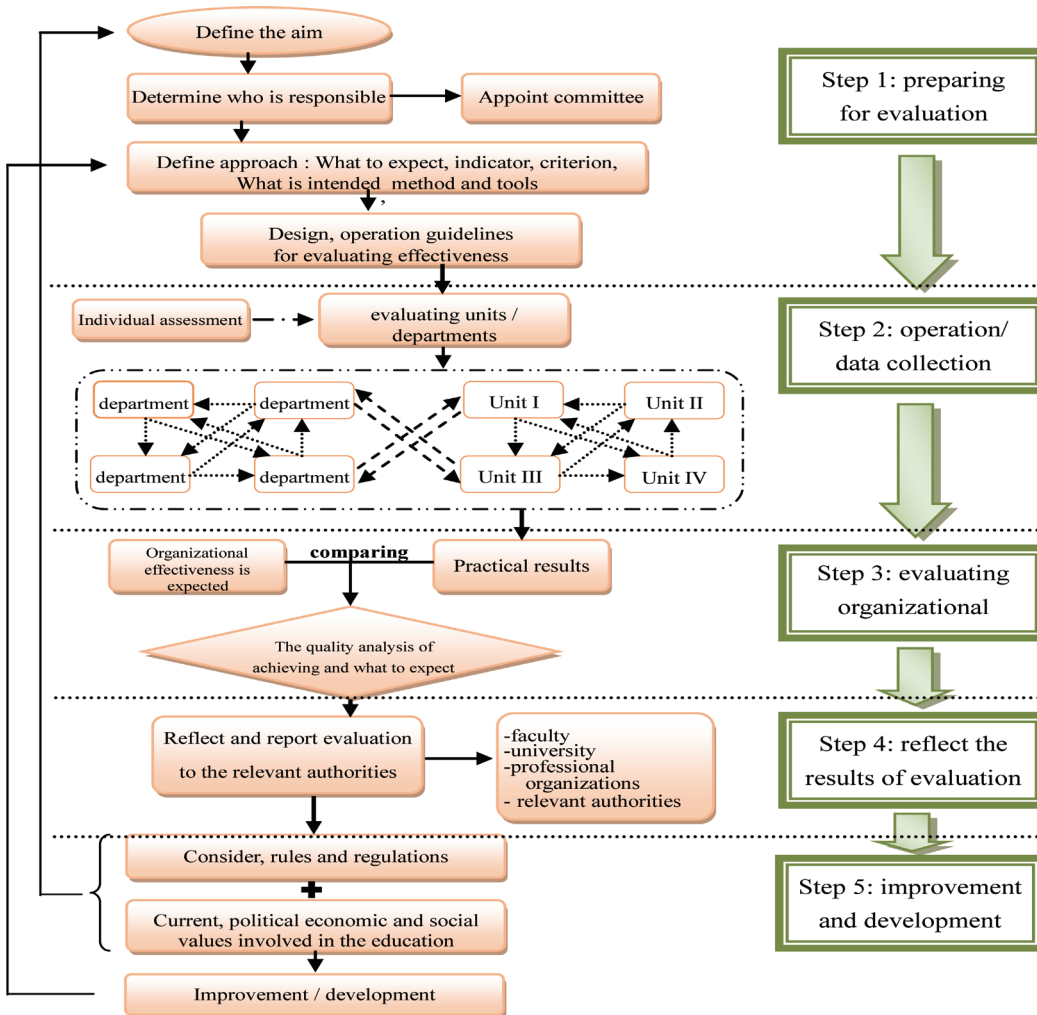 Define the aim
Determine who is responsible
Appoint committee
Define approach : What to expect, indicator, criterion,
What is intended method and tools
,
Design, operation guidelines
for evaluating effectiveness
Step 1: preparing
for evaluation
Individual assessment
evaluating units /
departments
department
department
Unit I
Unit II
department
department
Unit III
Unit IV
Step 2: operation/
data collection
Organizational
effectiveness is
expected
comparing
Practical results
The quality analysis of
achieving and what to expect
Step 3: evaluating
organizational
Reflect and report evaluation
to the relevant authorities
-faculty
-university
-professional
organizations
- relevant authorities
Step 4: reflect the
results of evaluation
Consider, rules and regulations
+
Current, political economic and social
values involved in the education
Improvement / development
Step 5: improvement
and development